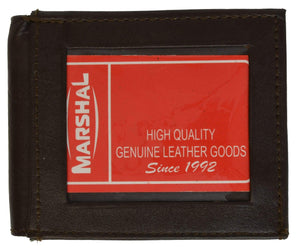 MARSHAL
HIGH QUALITY
GENUINE LEATHER GOODS
Since 1992